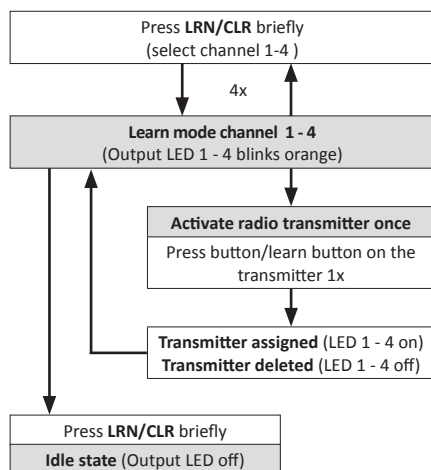 Press LRN/CLR briefly
(select channel 1-4 )
4x
Learn mode channel 1 - 4
(Output LED 1 - 4 blinks orange)
Activate radio transmitter once
Press button/learn button on the
transmitter 1x
Transmitter assigned (LED 1 - 4 on)
Transmitter deleted (LED 1 - 4 off)
Press LRN/CLR briefly
Idle state (Output LED off)